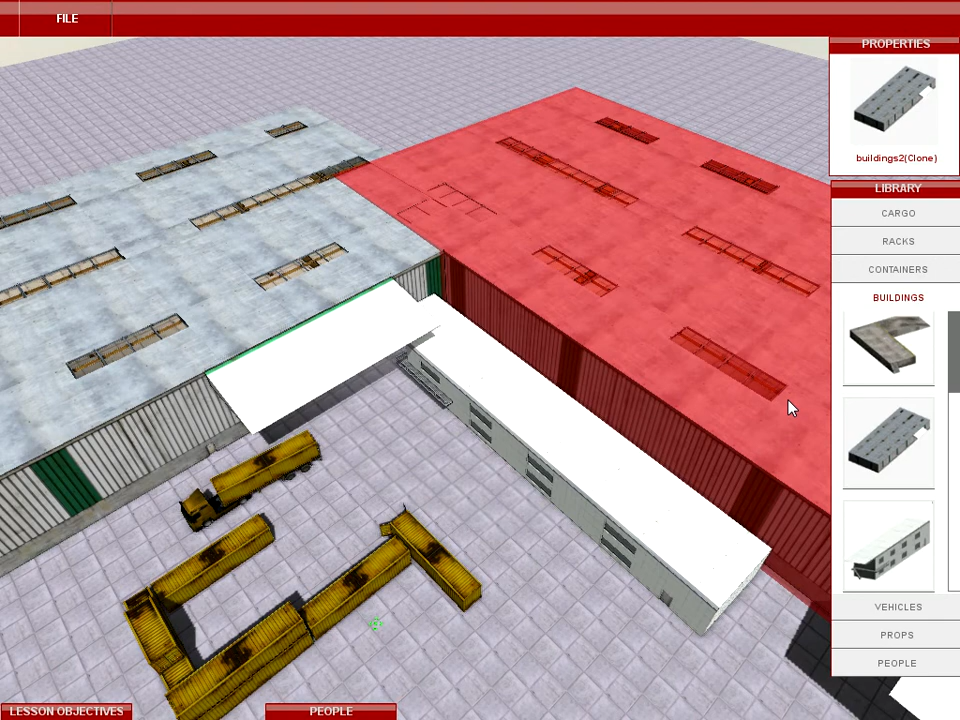 FILE
PROPERTIES
buildings2(Clone)
LIBRARY
CARGO
RACKS
CONTAINERS
BUILDINGS
VEHICLES
PROPS
PEOPLE
LESSON OBJECTIVES
PEOPLE